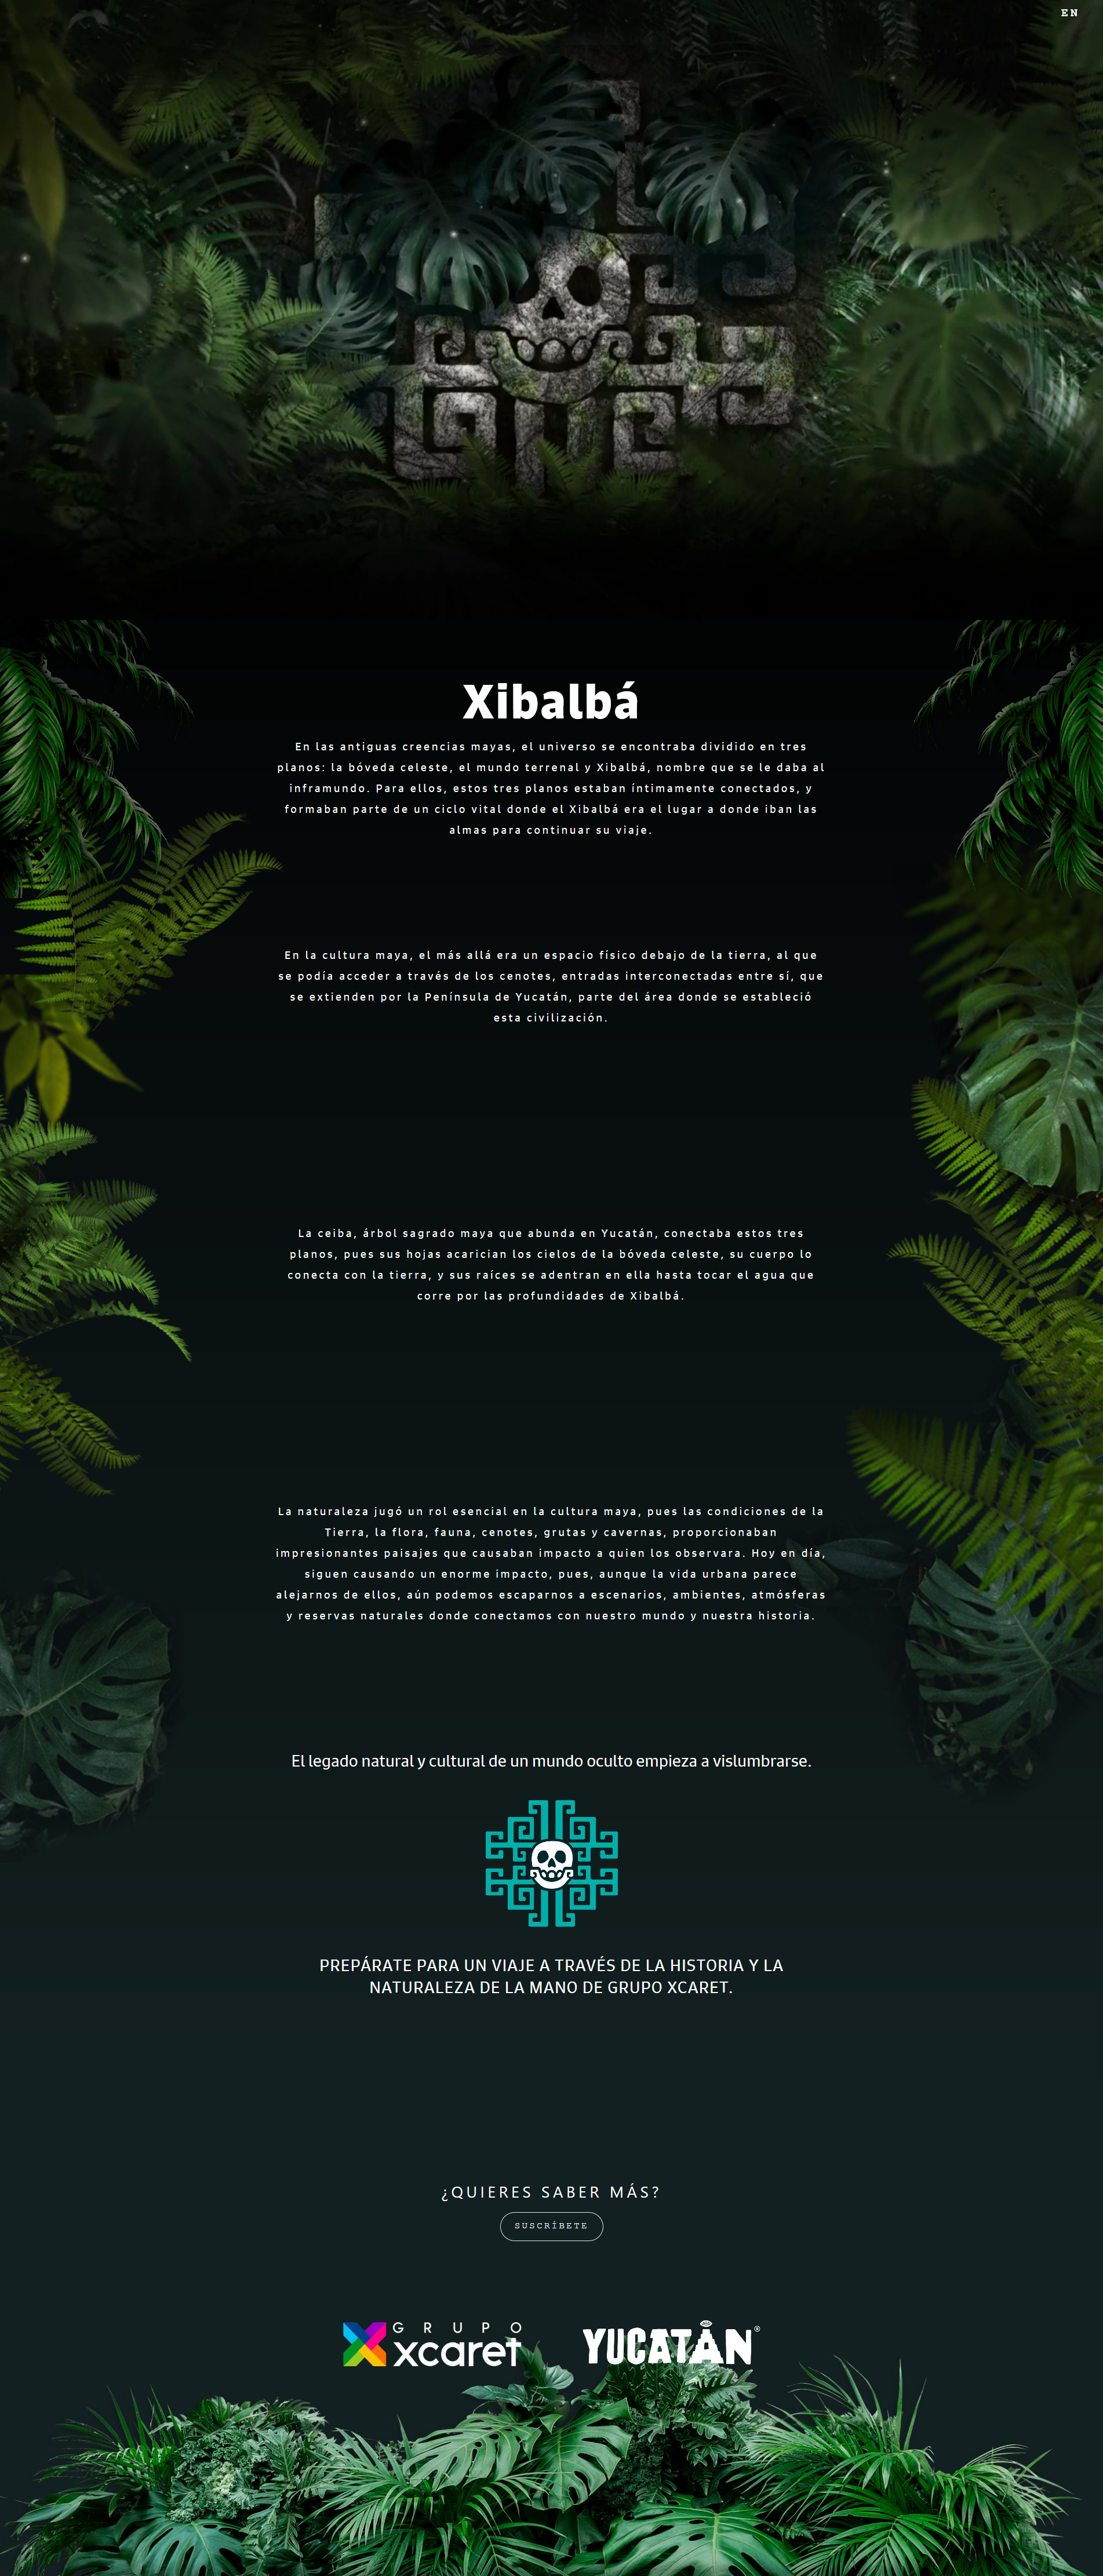 EN
Xibalbá
En las antiguas creencias mayas, el universo se encontraba dividido en tres
planos: la bóveda celeste, el mundo terrenal y Xibalbá, nombre que se le daba al
inframundo. Para ellos, estos tres planos estaban íntimamente conectados, y
formaban parte de un ciclo vital donde el Xibalbá era el lugar a donde iban las
almas para continuar su viaje.
En la cultura maya, el más allá era un espacio físico debajo de la tierra, al que
se podía acceder a través de los cenotes, entradas interconectadas entre sí, que
se extienden por la Península de Yucatán, parte del área donde se estableció
esta civilización.
La ceiba, árbol sagrado maya que abunda en Yucatán, conectaba estos tres
planos, pues sus hojas acarician los cielos de la bóveda celeste, su cuerpo lo
conecta con la tierra, y sus raíces se adentran en ella hasta tocar el agua que
corre por las profundidades de Xibalbá.
La naturaleza jugó un rol esencial en la cultura maya, pues las condiciones de la
Tierra, la flora, fauna, cenotes, grutas y cavernas, proporcionaban
impresionantes paisajes que causaban impacto a quien los observara. Hoy en día,
siguen causando un enorme impacto, pues, aunque la vida urbana parece
alejarnos de ellos, aún podemos escaparnos a escenarios, ambientes, atmósferas
y reservas naturales donde conectamos con nuestro mundo y nuestra historia.
El legado natural y cultural de un mundo oculto empieza a vislumbrarse.
PREPÁRATE PARA UN VIAJE A TRAVÉS DE LA HISTORIA Y LA
NATURALEZA DE LA MANO DE GRUPO XCARET.
¿QUIERES SABER MÁS?
SUSCRÍBETE
GRUPO
xcaret
YUCATÁN®